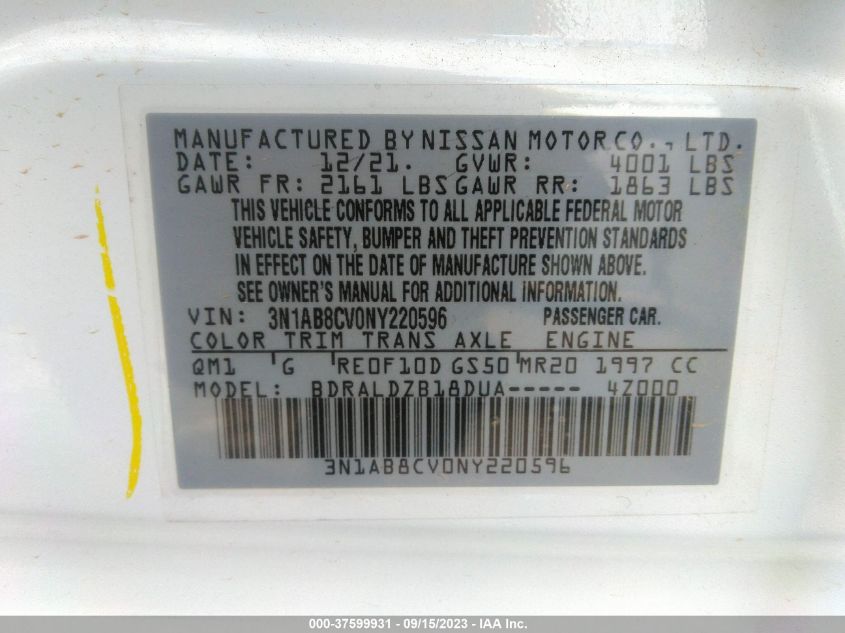 MANUFACTURED BY NISSAN MOTOR CO., LTD.
DATE: 12/21. GVWR: 4001 LBS
GAWR FR: 2161 LBS GAWR RR: 1863 LBS
THIS VEHICLE CONFORMS TO ALL APPLICABLE FEDERAL MOTOR
VEHICLE SAFETY, BUMPER AND THEFT PREVENTION STANDARDS
IN EFFECT ON THE DATE OF MANUFACTURE SHOWN ABOVE.
SEE OWNER'S MANUAL FOR ADDITIONAL INFORMATION.
VIN: 3N1AB8CV0NY220596 PASSENGER CAR.
COLOR TRIM TRANS AXLE ENGINE
QM1 G RE0F10D GS50 MR20 1997 CC
MODEL: BDRALDZB18DUA----- 4Z000
3N1AB8CV0NY220596
000-37599931 - 09/15/2023 - IAA Inc.